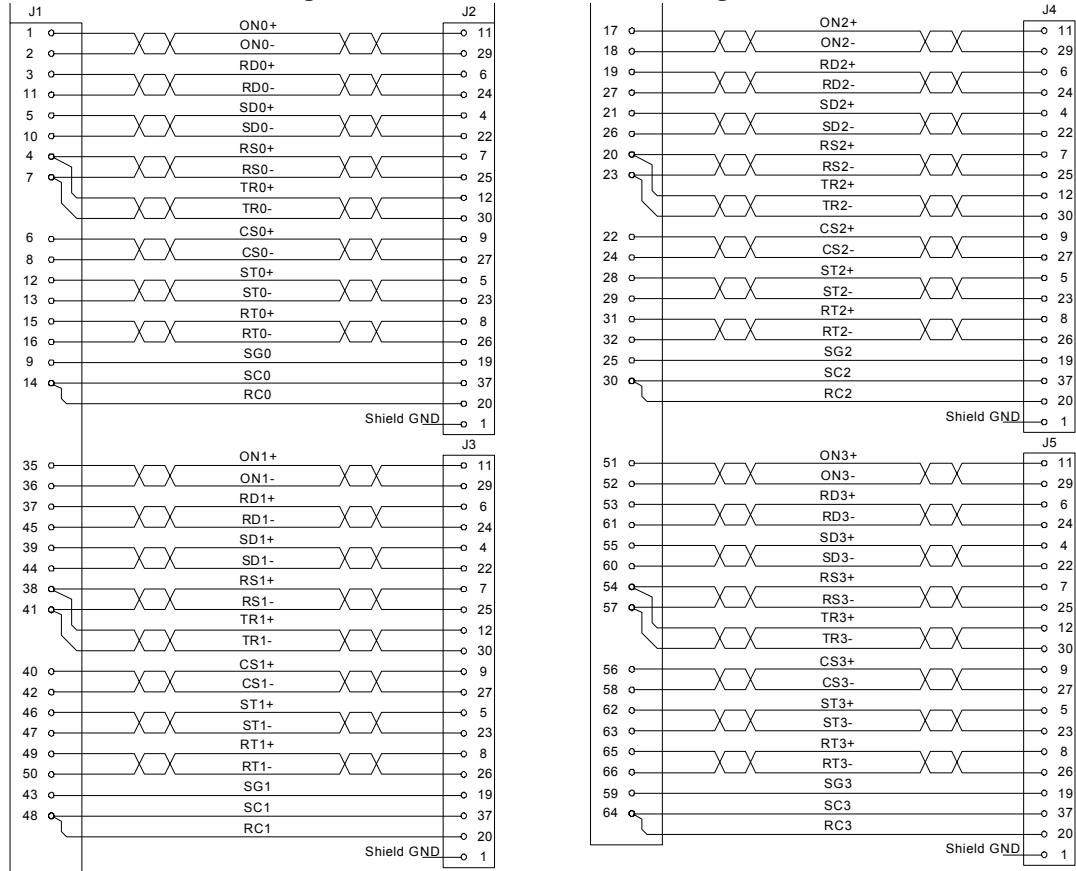 J1 J2
1 ON0+ 11
2 ON0- 29
3 RD0+ 6
11 RD0- 24
5 SD0+ 4
10 SD0- 22
4 RS0+ 7
7 RS0- 25
TR0+ 12
TR0- 30
6 CS0+ 9
8 CS0- 27
12 ST0+ 5
13 ST0- 23
15 RT0+ 8
16 RT0- 26
9 SG0 19
14 SC0 37
RC0 20
Shield GND 1
J3
35 ON1+ 11
36 ON1- 29
37 RD1+ 6
45 RD1- 24
39 SD1+ 4
44 SD1- 22
38 RS1+ 7
41 RS1- 25
TR1+ 12
TR1- 30
40 CS1+ 9
42 CS1- 27
46 ST1+ 5
47 ST1- 23
49 RT1+ 8
50 RT1- 26
43 SG1 19
48 SC1 37
RC1 20
Shield GND 1
J4
17 ON2+ 11
18 ON2- 29
19 RD2+ 6
27 RD2- 24
21 SD2+ 4
26 SD2- 22
20 RS2+ 7
23 RS2- 25
TR2+ 12
TR2- 30
22 CS2+ 9
24 CS2- 27
28 ST2+ 5
29 ST2- 23
31 RT2+ 8
32 RT2- 26
25 SG2 19
30 SC2 37
RC2 20
Shield GND 1
J5
51 ON3+ 11
52 ON3- 29
53 RD3+ 6
61 RD3- 24
55 SD3+ 4
60 SD3- 22
54 RS3+ 7
57 RS3- 25
TR3+ 12
TR3- 30
56 CS3+ 9
58 CS3- 27
62 ST3+ 5
63 ST3- 23
65 RT3+ 8
66 RT3- 26
59 SG3 19
64 SC3 37
RC3 20
Shield GND 1